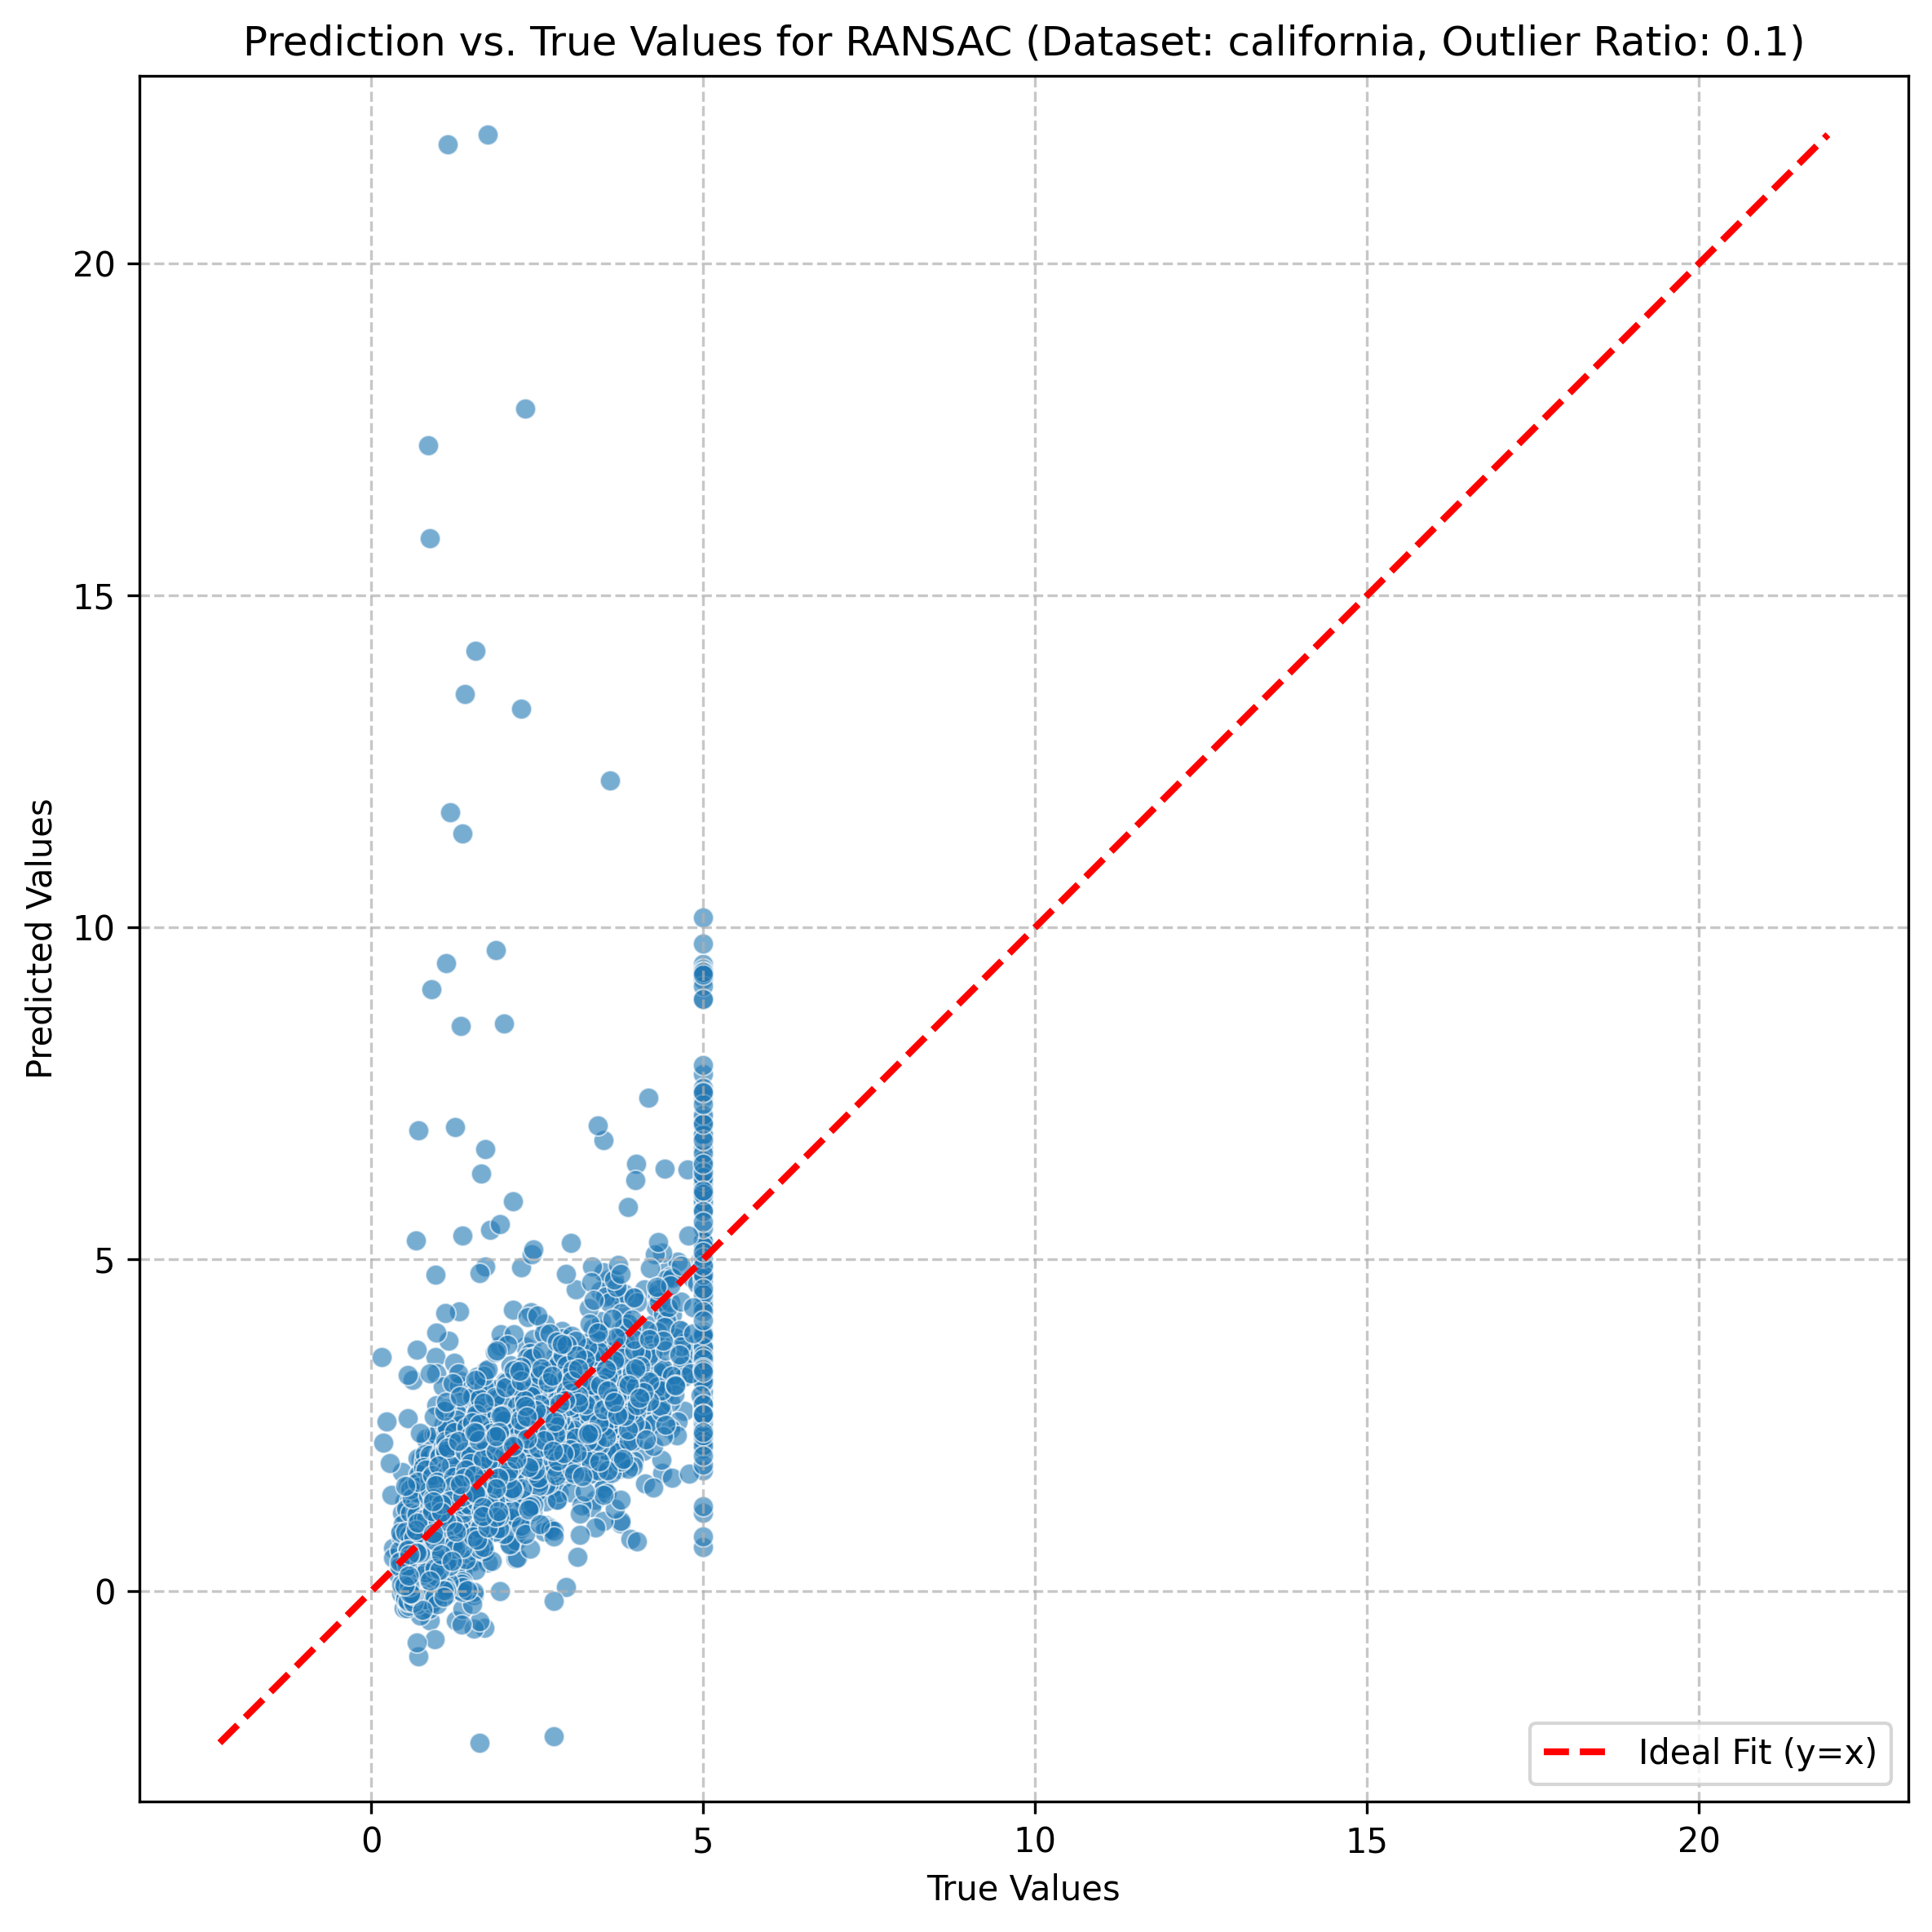 Prediction vs. True Values for RANSAC (Dataset: california, Outlier Ratio: 0.1)
Predicted Values
20
15
10
5
0
0 5 10 15 20
True Values
Ideal Fit (y=x)